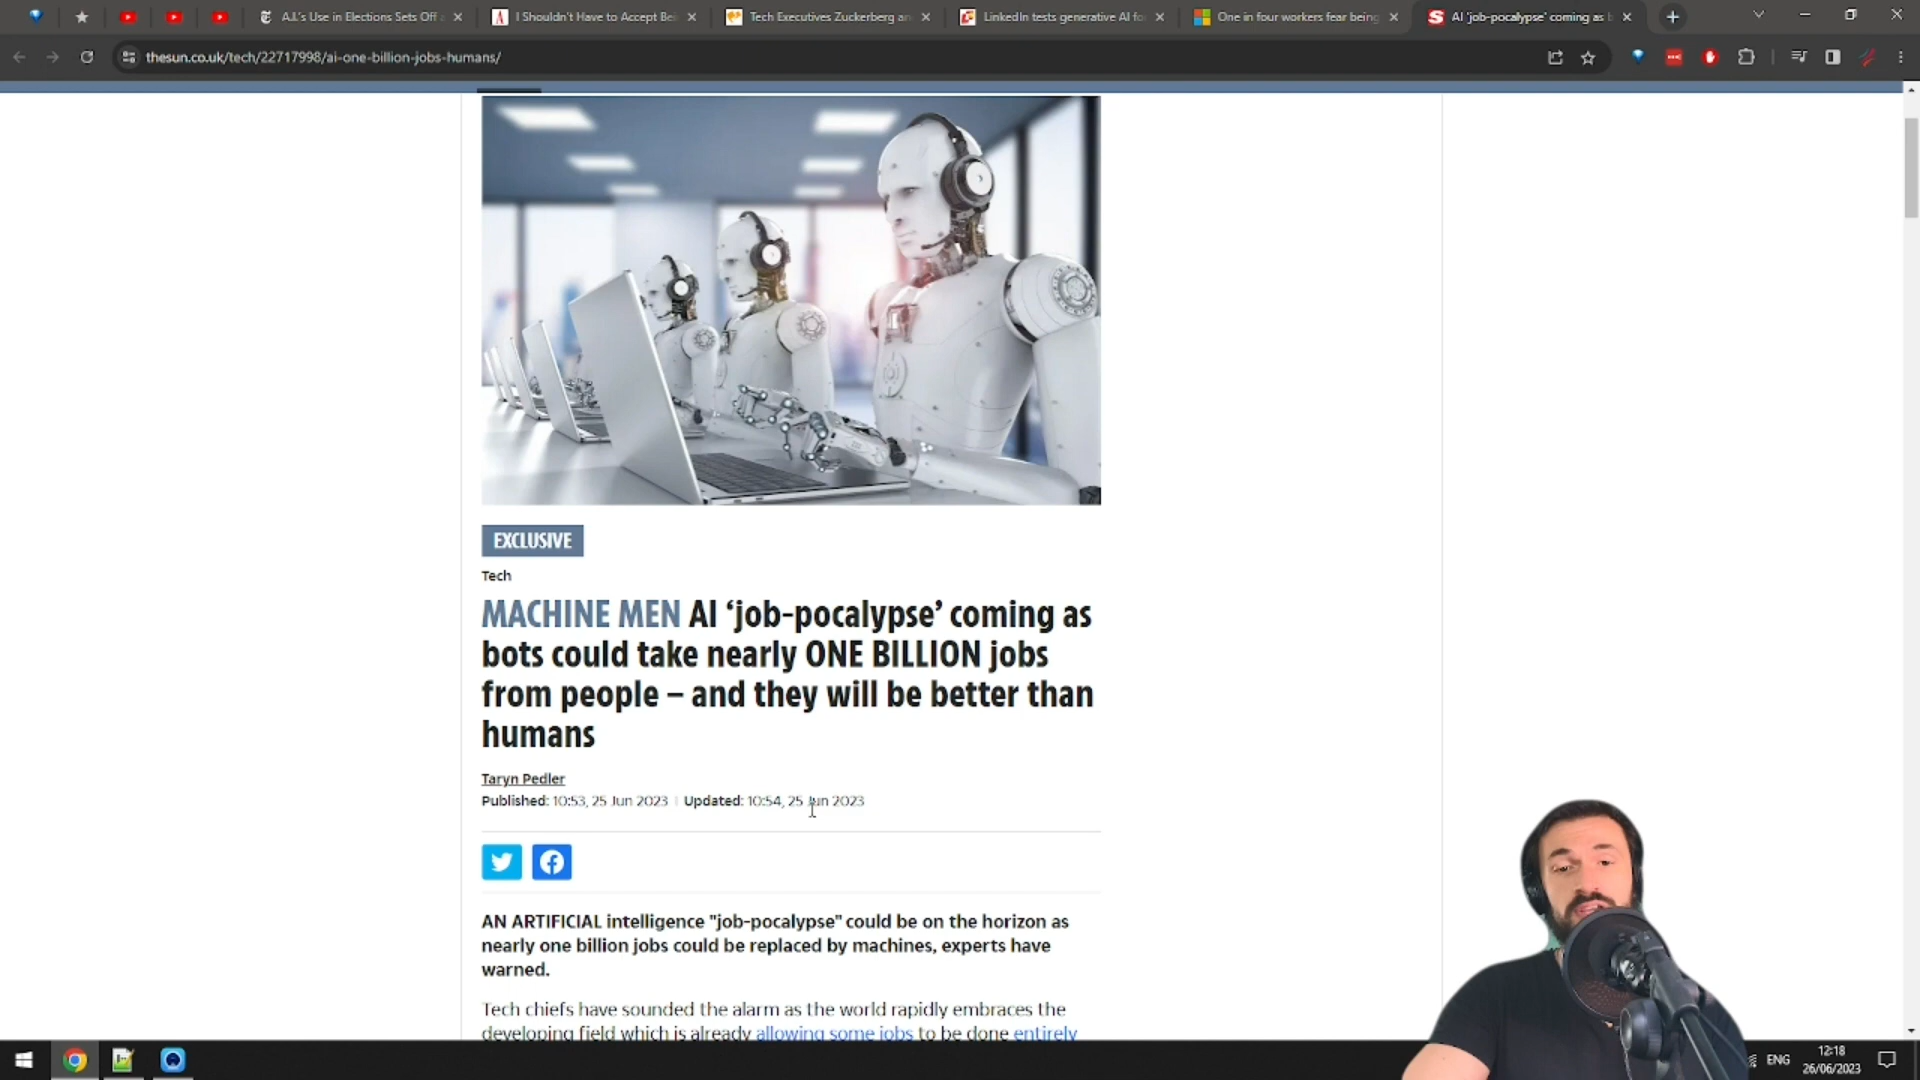 A.I.'s Use in Elections Sets Off
I Shouldn't Have to Accept
Tech Executives Zuckerberg
LinkedIn tests generative AI
One in four workers fear being
AI 'job-pocalypse' coming as
thesun.co.uk/tech/22717998/ai-one-billion-jobs-humans/
EXCLUSIVE
Tech
MACHINE MEN AI ‘job-pocalypse’ coming as
bots could take nearly ONE BILLION jobs
from people – and they will be better than
humans
Taryn Pedler
Published: 10:53, 25 Jun 2023 | Updated: 10:54, 25 Jun 2023
AN ARTIFICIAL intelligence "job-pocalypse" could be on the horizon as
nearly one billion jobs could be replaced by machines, experts have
warned.
Tech chiefs have sounded the alarm as the world rapidly embraces the
developing field which is already allowing some jobs to be done entirely
ENG
12:18
26/06/2023